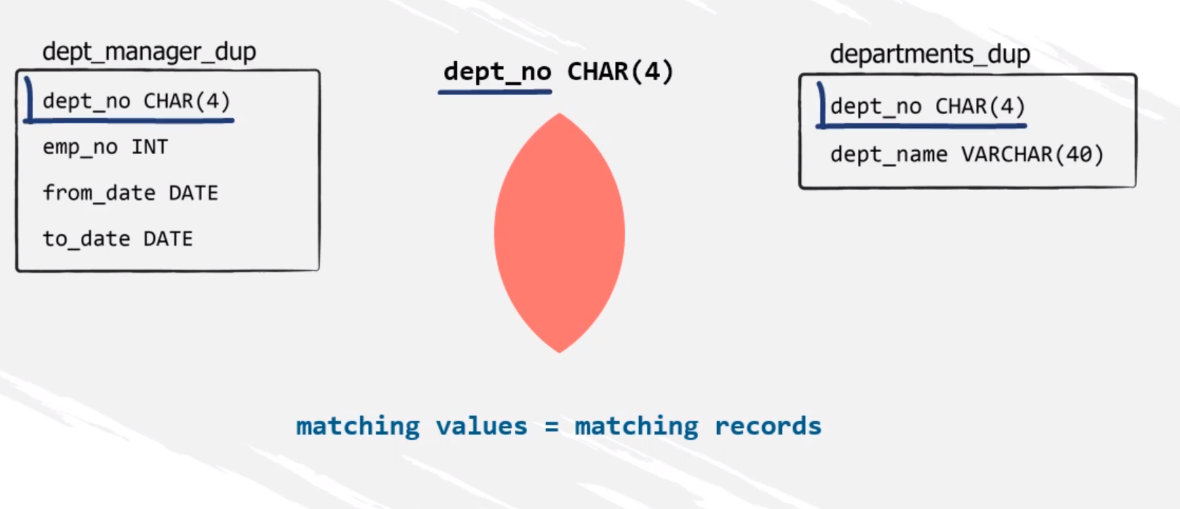 dept_manager_dup
dept_no CHAR(4)
emp_no INT
from_date DATE
to_date DATE
dept_no CHAR(4)
departments_dup
dept_no CHAR(4)
dept_name VARCHAR(40)
matching values = matching records